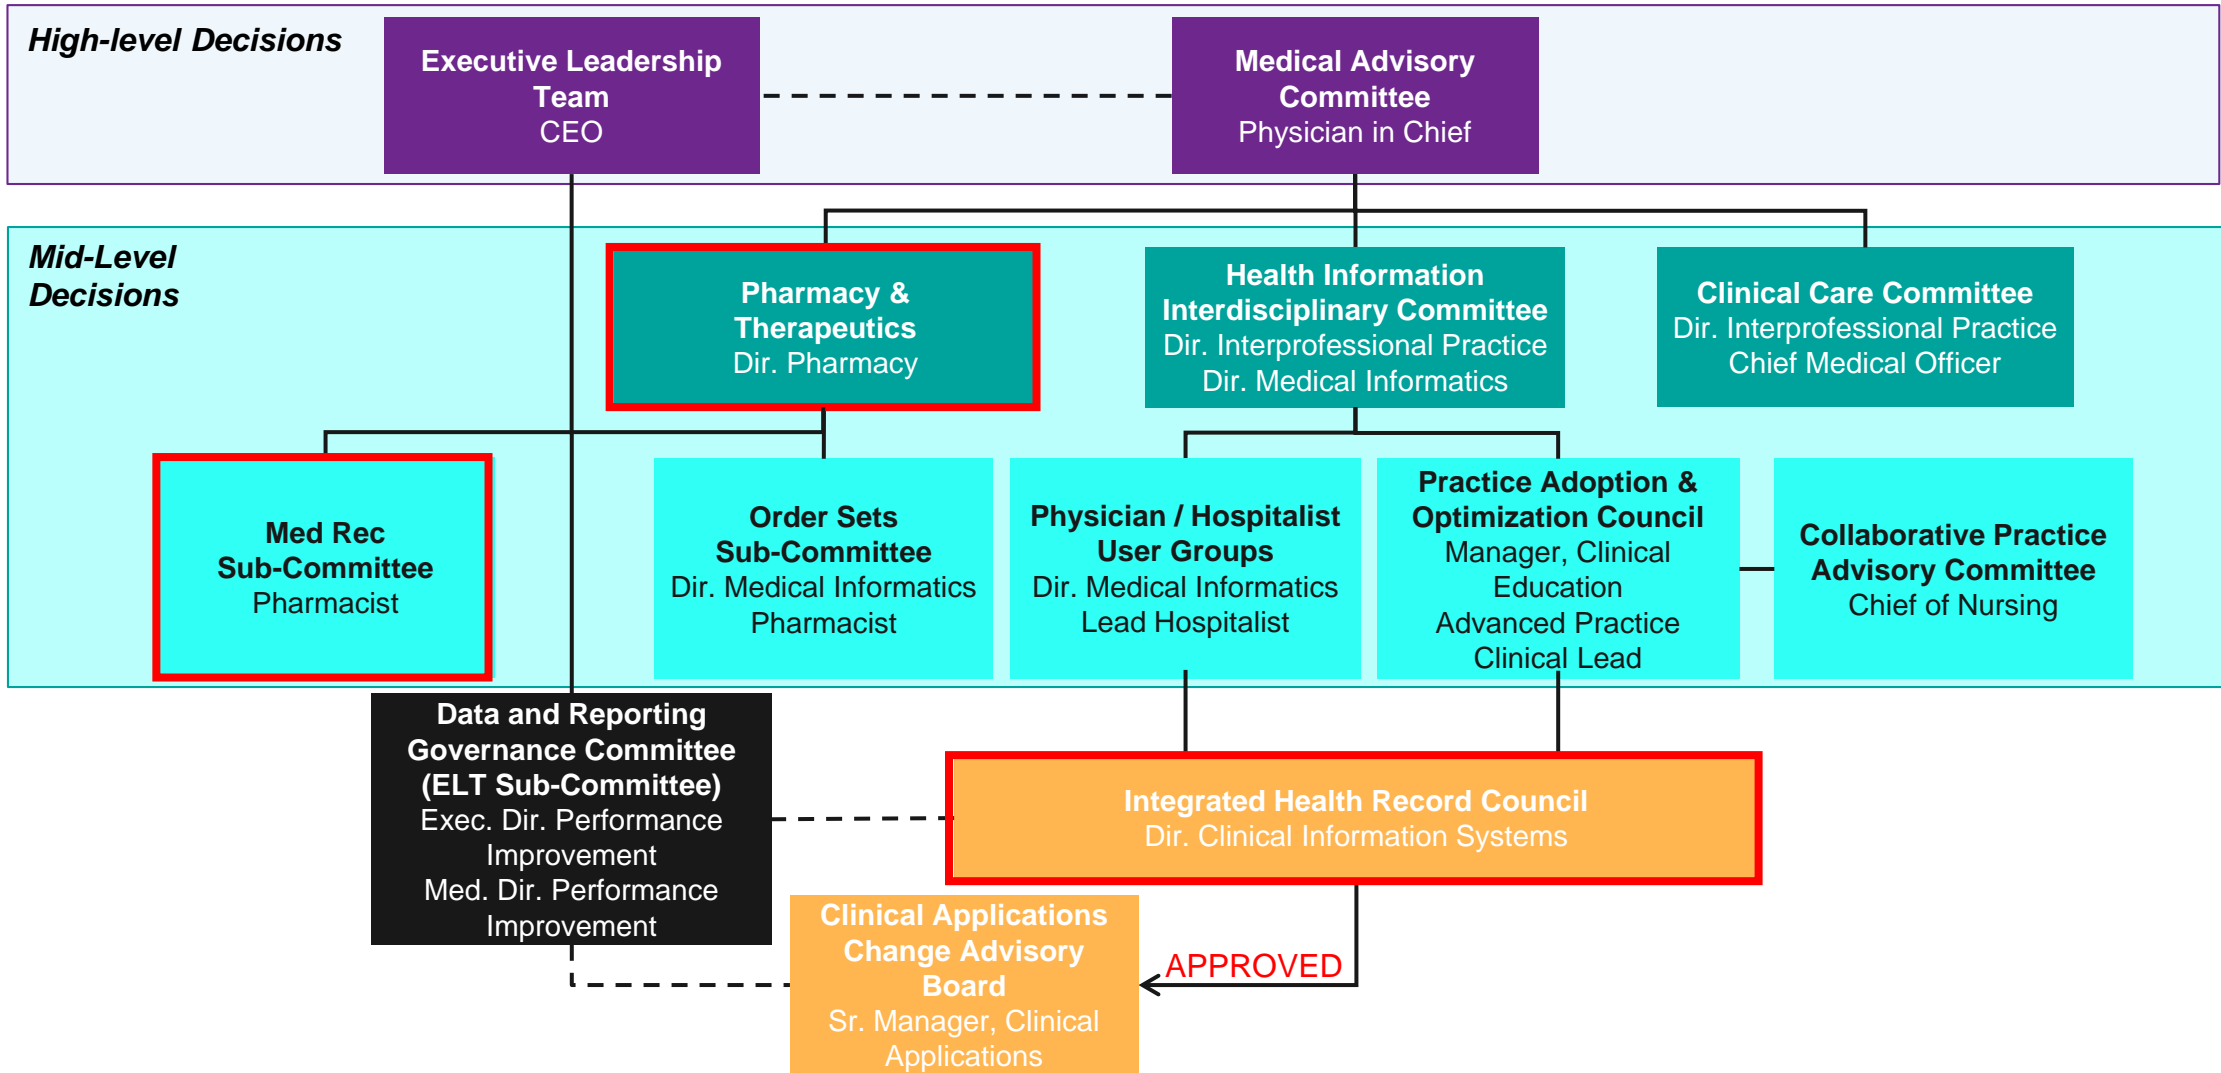 High-level Decisions
Executive Leadership
Team
CEO
Medical Advisory
Committee
Physician in Chief
Mid-Level
Decisions
Pharmacy &
Therapeutics
Dir. Pharmacy
Health Information
Interdisciplinary Committee
Dir. Interprofessional Practice
Dir. Medical Informatics
Clinical Care Committee
Dir. Interprofessional Practice
Chief Medical Officer
Med Rec
Sub-Committee
Pharmacist
Order Sets
Sub-Committee
Dir. Medical Informatics
Pharmacist
Physician / Hospitalist
User Groups
Dir. Medical Informatics
Lead Hospitalist
Practice Adoption &
Optimization Council
Manager, Clinical
Education
Advanced Practice
Clinical Lead
Collaborative Practice
Advisory Committee
Chief of Nursing
Data and Reporting
Governance Committee
(ELT Sub-Committee)
Exec. Dir. Performance
Improvement
Med. Dir. Performance
Improvement
Integrated Health Record Council
Dir. Clinical Information Systems
Clinical Applications
Change Advisory
Board
Sr. Manager, Clinical
Applications
APPROVED